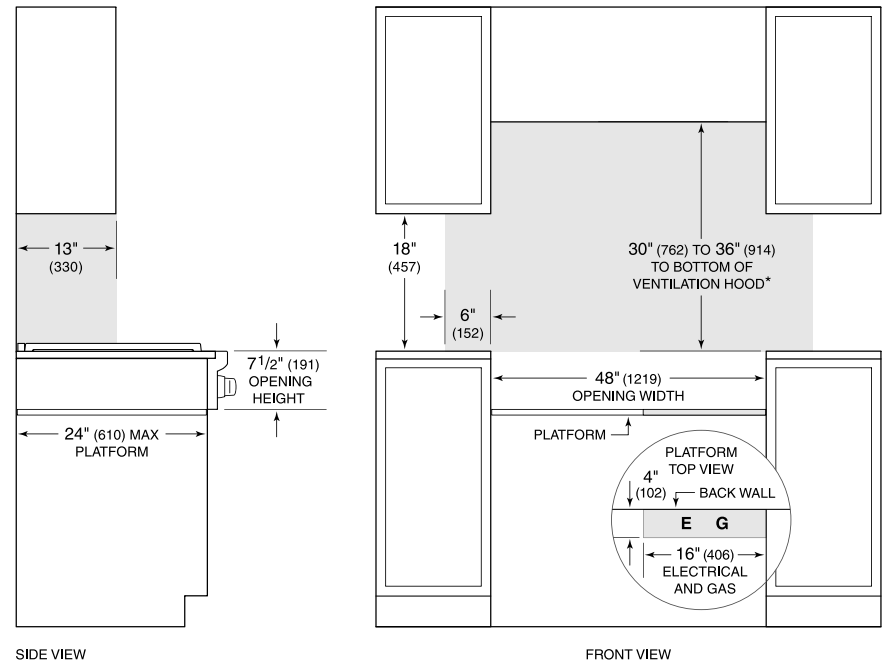 13"
(330)
7 1/2" (191)
OPENING
HEIGHT
24" (610) MAX
PLATFORM
SIDE VIEW
18"
(457)
30" (762) TO 36" (914)
TO BOTTOM OF
VENTILATION HOOD*
6"
(152)
48" (1219)
OPENING WIDTH
PLATFORM
PLATFORM
TOP VIEW
4"
(102)
BACK WALL
E G
16" (406)
ELECTRICAL
AND GAS
FRONT VIEW